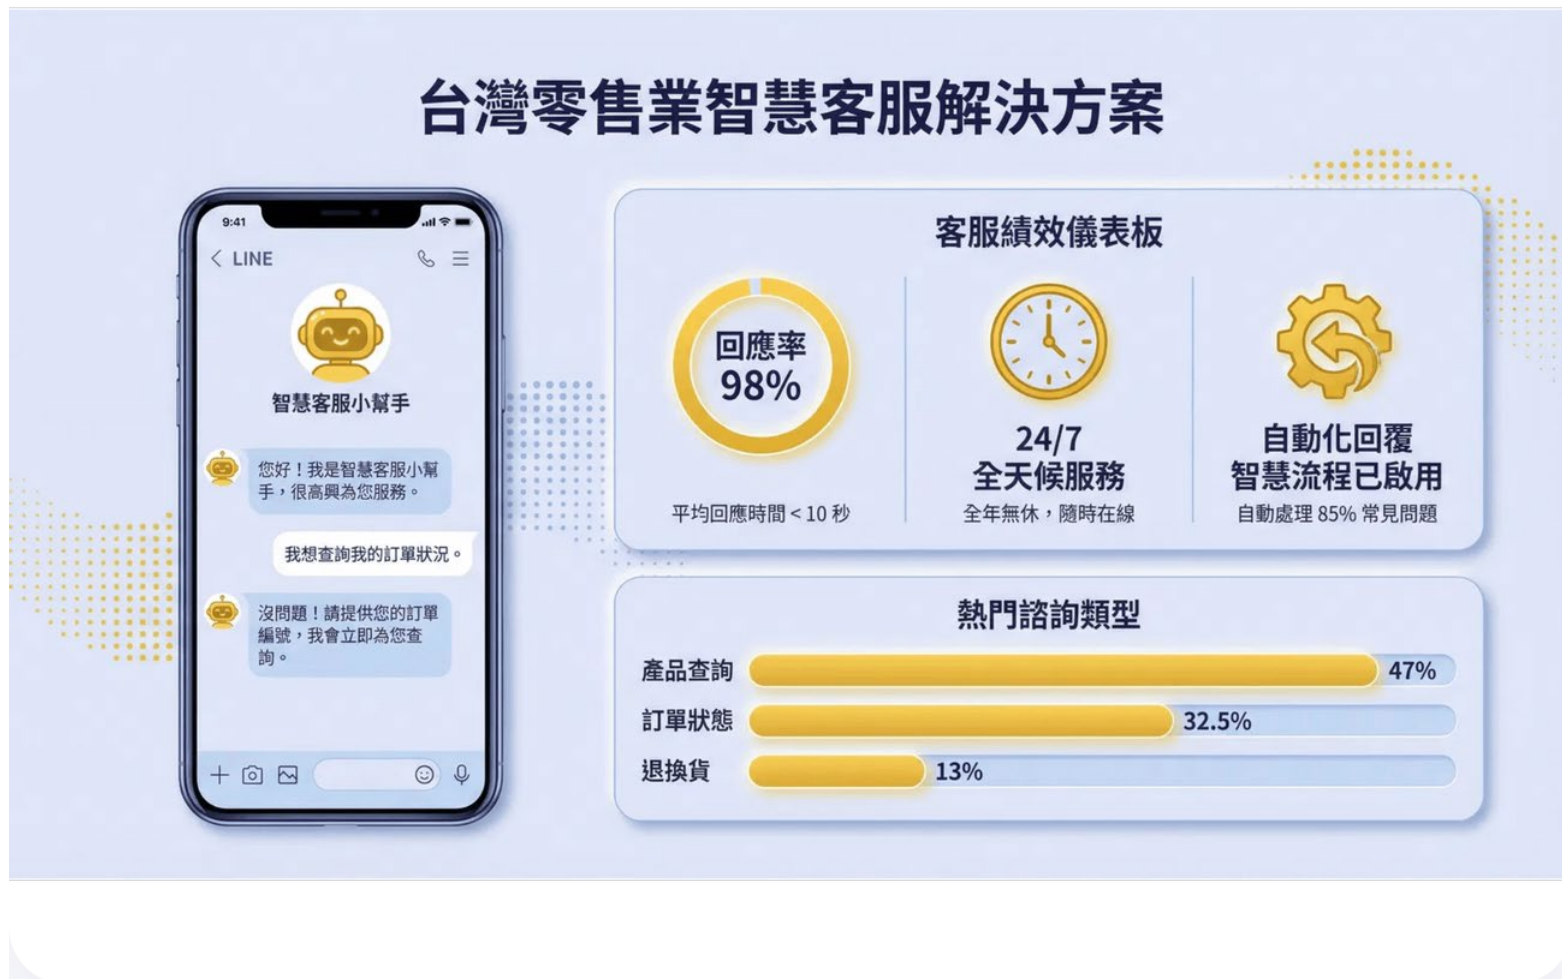 台灣零售業智慧客服解決方案
9:41
LINE
智慧客服小幫手
您好！我是智慧客服小幫
手，很高興為您服務。
我想查詢我的訂單狀況。
沒問題！請提供您的訂單
編號，我會立即為您查
詢。
客服績效儀表板
回應率
98%
平均回應時間 < 10 秒
24/7
全天候服務
全年無休，隨時在線
自動化回覆
智慧流程已啟用
自動處理 85% 常見問題
熱門諮詢類型
產品查詢 47%
訂單狀態 32.5%
退換貨 13%